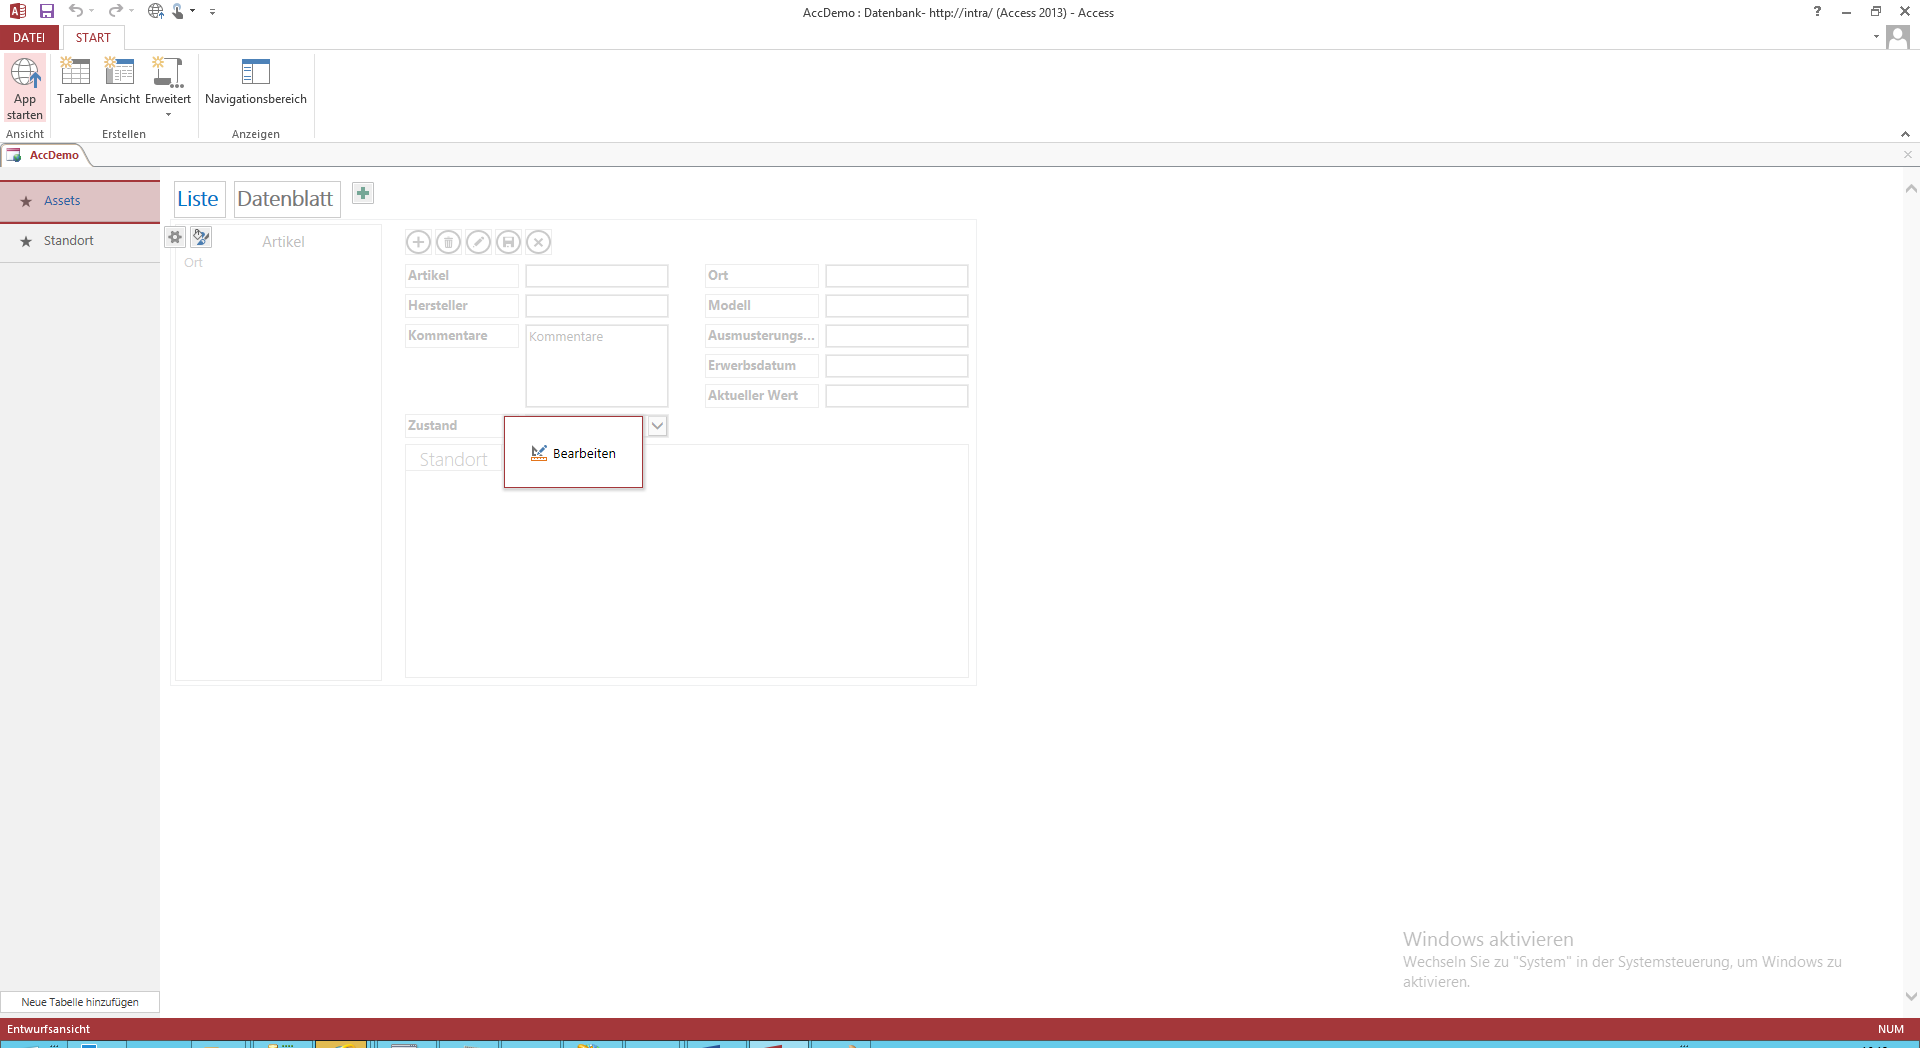 AccDemo : Datenbank- http://intra/ (Access 2013) - Access
?
DATEI
START
App starten
Tabelle
Ansicht
Erweitert
Navigationsbereich
Ansicht
Erstellen
Anzeigen
AccDemo
Assets
Standort
Liste
Datenblatt
Artikel
Ort
Artikel
Ort
Hersteller
Modell
Kommentare
Kommentare
Ausmusterungs...
Erwerbsdatum
Aktueller Wert
Zustand
Bearbeiten
Standort
Windows aktivieren
Wechseln Sie zu "System" in der Systemsteuerung, um Windows zu
aktivieren.
Neue Tabelle hinzufügen
Entwurfsansicht
NUM